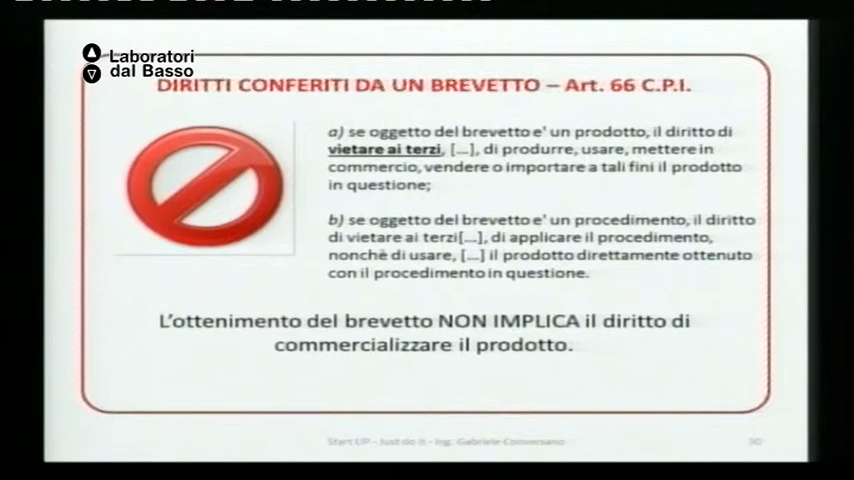 Laboratori
dal Basso
DIRITTI CONFERITI DA UN BREVETTO – Art. 66 C.P.I.
a) se oggetto del brevetto e' un prodotto, il diritto di
vietare ai terzi, [...], di produrre, usare, mettere in
commercio, vendere o importare a tali fini il prodotto
in questione;
b) se oggetto del brevetto e' un procedimento, il diritto
di vietare ai terzi[...], di applicare il procedimento,
nonchè di usare, [...] il prodotto direttamente ottenuto
con il procedimento in questione.
L'ottenimento del brevetto NON IMPLICA il diritto di
commercializzare il prodotto.
Start UP - Just do it - Ing. Gabriele Conversano
30